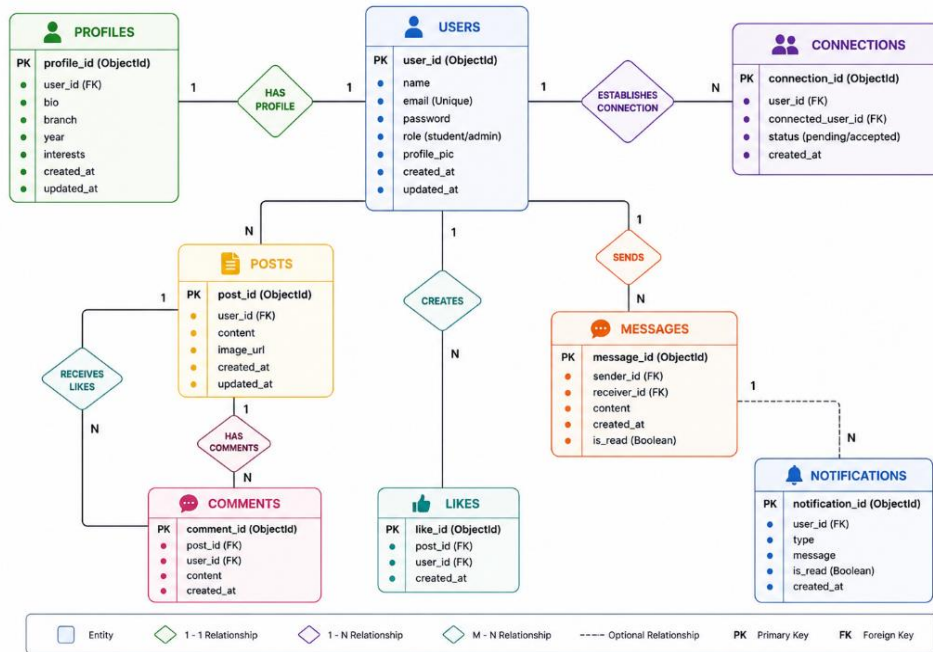 PROFILES
PK profile_id (ObjectId)
user_id (FK)
bio
branch
year
interests
created_at
updated_at
1
HAS
PROFILE
1
USERS
PK user_id (ObjectId)
name
email (Unique)
password
role (student/admin)
profile_pic
created_at
updated_at
1
ESTABLISHES
CONNECTION
N
CONNECTIONS
PK connection_id (ObjectId)
user_id (FK)
connected_user_id (FK)
status (pending/accepted)
created_at
N
1
1
POSTS
PK post_id (ObjectId)
user_id (FK)
content
image_url
created_at
updated_at
CREATES
N
SENDS
N
MESSAGES
PK message_id (ObjectId)
sender_id (FK)
receiver_id (FK)
content
created_at
is_read (Boolean)
1
RECEIVES
LIKES
N
1
HAS
COMMENTS
N
1
N
COMMENTS
PK comment_id (ObjectId)
post_id (FK)
user_id (FK)
content
created_at
LIKES
PK like_id (ObjectId)
post_id (FK)
user_id (FK)
created_at
NOTIFICATIONS
PK notification_id (ObjectId)
user_id (FK)
type
message
is_read (Boolean)
created_at
Entity
1 - 1 Relationship
1 - N Relationship
M - N Relationship
Optional Relationship
PK Primary Key
FK Foreign Key